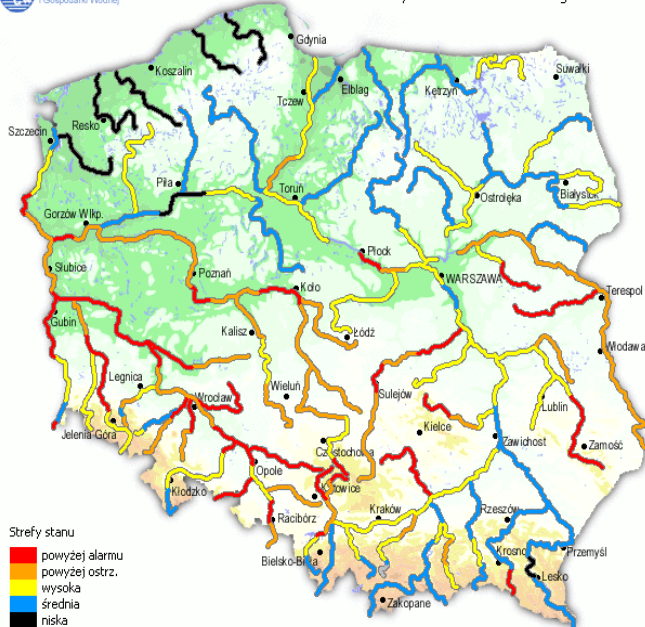 i Gospodarki Wodnej
Gdynia
Koszalin
Suwałki
Tczew
Elbląg
Kętrzyn
Resko
Szczecin
Piła
Toruń
Ostrołęka
Białystok
Gorzów Wlkp.
Płock
Słubice
Poznań
WARSZAWA
Koło
Terespol
Gubin
Kalisz
Łódź
Włodawa
Legnica
Wieluń
Sulejów
Wrocław
Lublin
Kielce
Jelenia Góra
Zawichost
Zamość
Częstochowa
Opole
Kłodzko
Katowice
Kraków
Rzeszów
Racibórz
Strefy stanu
Krosno
Przemyśl
powyżej alarmu
Bielsko-Biała
powyżej ostrz.
Lesko
wysoka
średnia
Zakopane
niska